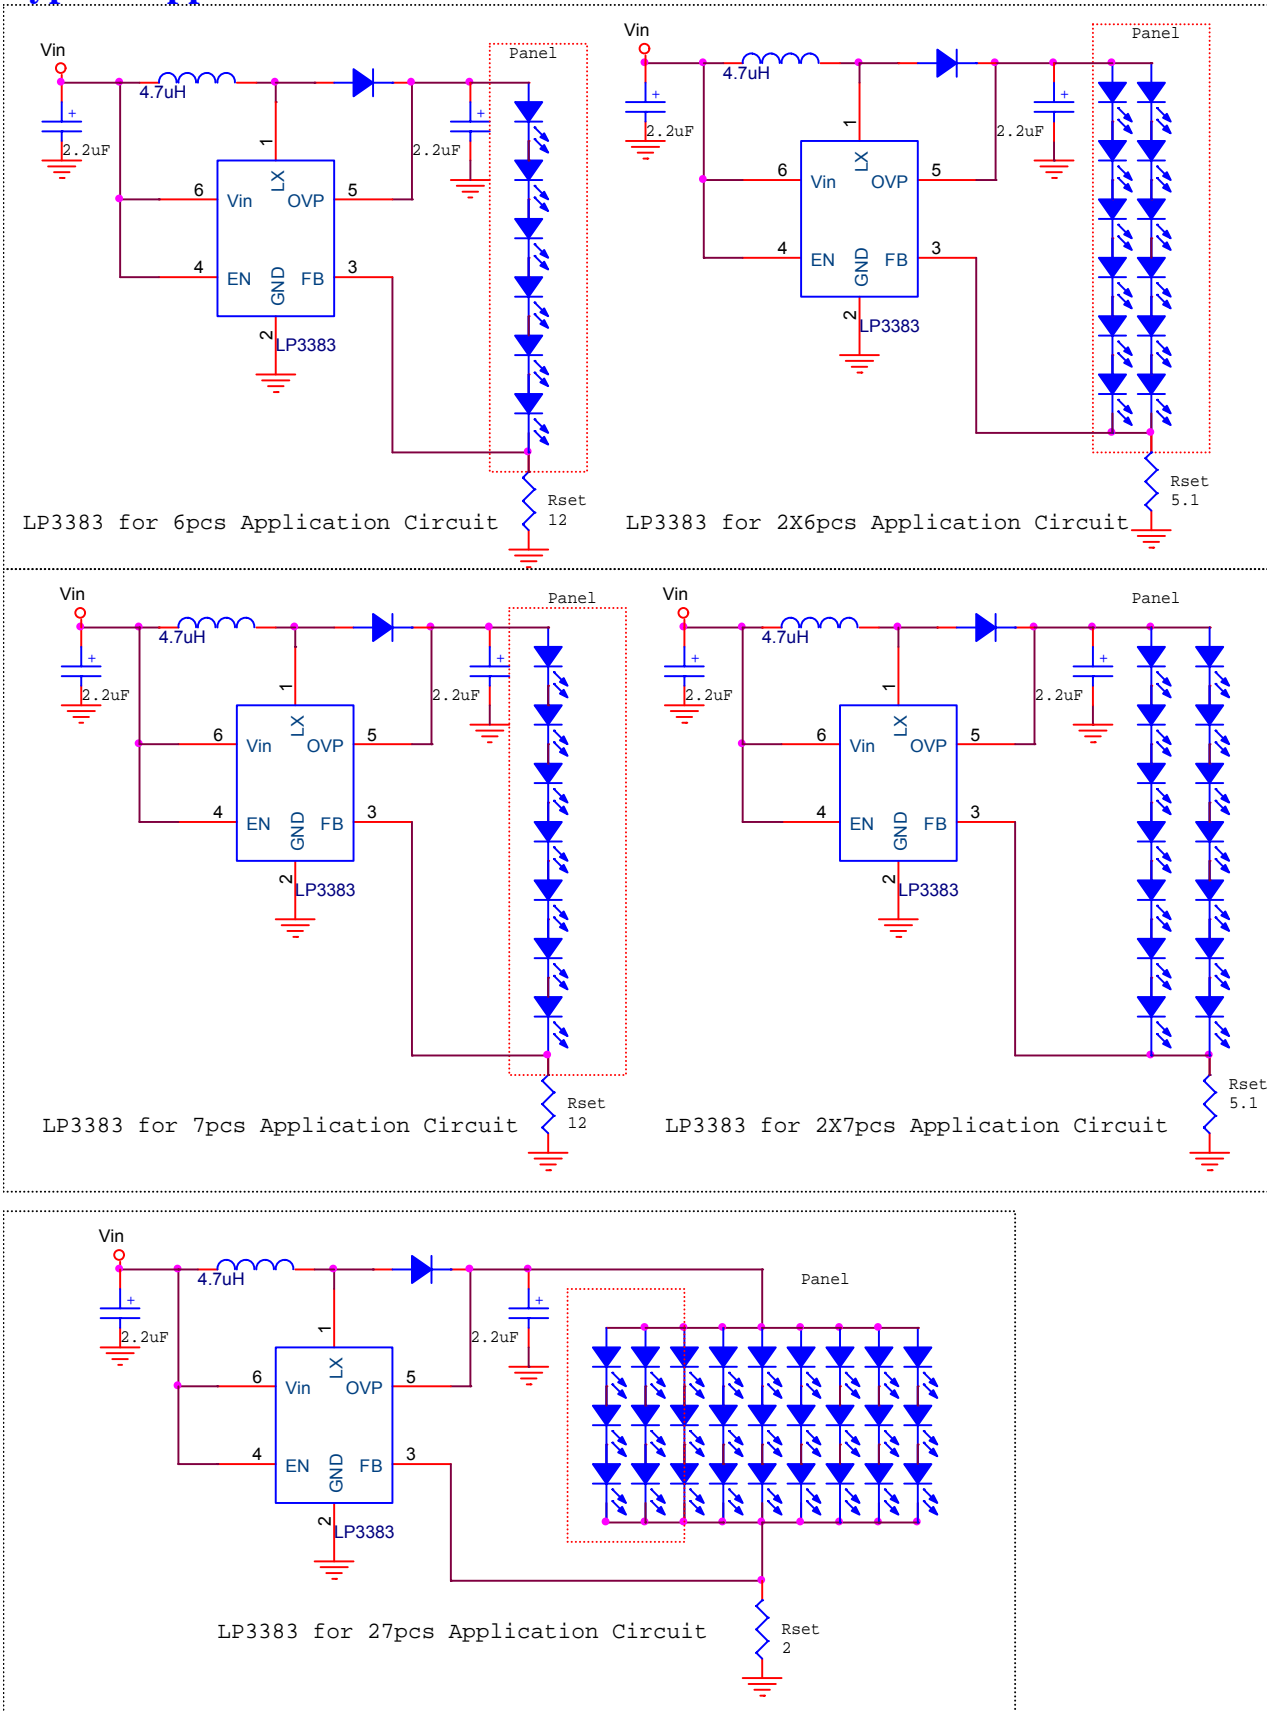 Vin
Panel
4.7uH
+
2.2uF
+
2.2uF
1
LX
6
Vin
OVP
5
4
EN
GND
FB
3
2
LP3383
Rset
12
LP3383 for 6pcs Application Circuit
Vin
Panel
4.7uH
+
2.2uF
+
2.2uF
1
LX
6
Vin
OVP
5
4
EN
GND
FB
3
2
LP3383
Rset
5.1
LP3383 for 2X6pcs Application Circuit
Vin
Panel
4.7uH
+
2.2uF
+
2.2uF
1
LX
6
Vin
OVP
5
4
EN
GND
FB
3
2
LP3383
Rset
12
LP3383 for 7pcs Application Circuit
Vin
Panel
4.7uH
+
2.2uF
+
2.2uF
1
LX
6
Vin
OVP
5
4
EN
GND
FB
3
2
LP3383
Rset
5.1
LP3383 for 2X7pcs Application Circuit
Vin
Panel
4.7uH
+
2.2uF
+
2.2uF
1
LX
6
Vin
OVP
5
4
EN
GND
FB
3
2
LP3383
Rset
2
LP3383 for 27pcs Application Circuit